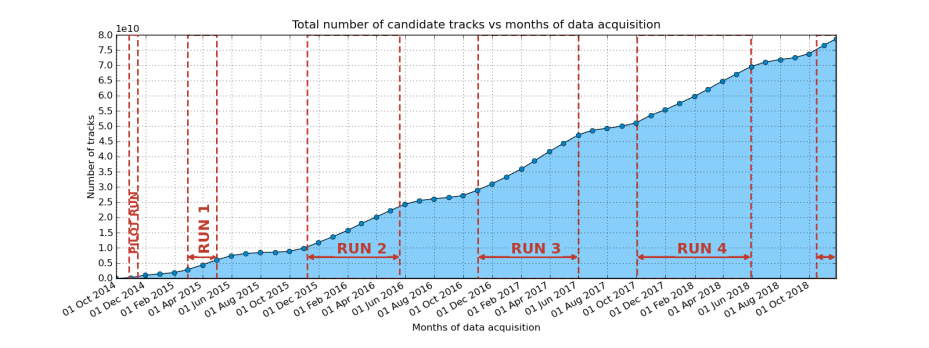 Total number of candidate tracks vs months of data acquisition
1e10
8.0
7.5
7.0
6.5
6.0
5.5
5.0
4.5
4.0
3.5
3.0
2.5
2.0
1.5
1.0
0.5
0.0
Number of tracks
PILOT RUN
RUN 1
RUN 2
RUN 3
RUN 4
01 Oct 2014
01 Dec 2014
01 Feb 2015
01 Apr 2015
01 Jun 2015
01 Aug 2015
01 Oct 2015
01 Dec 2015
01 Feb 2016
01 Apr 2016
01 Jun 2016
01 Aug 2016
01 Oct 2016
01 Dec 2016
01 Feb 2017
01 Apr 2017
01 Jun 2017
01 Aug 2017
01 Oct 2017
01 Dec 2017
01 Feb 2018
01 Apr 2018
01 Jun 2018
01 Aug 2018
01 Oct 2018
Months of data acquisition